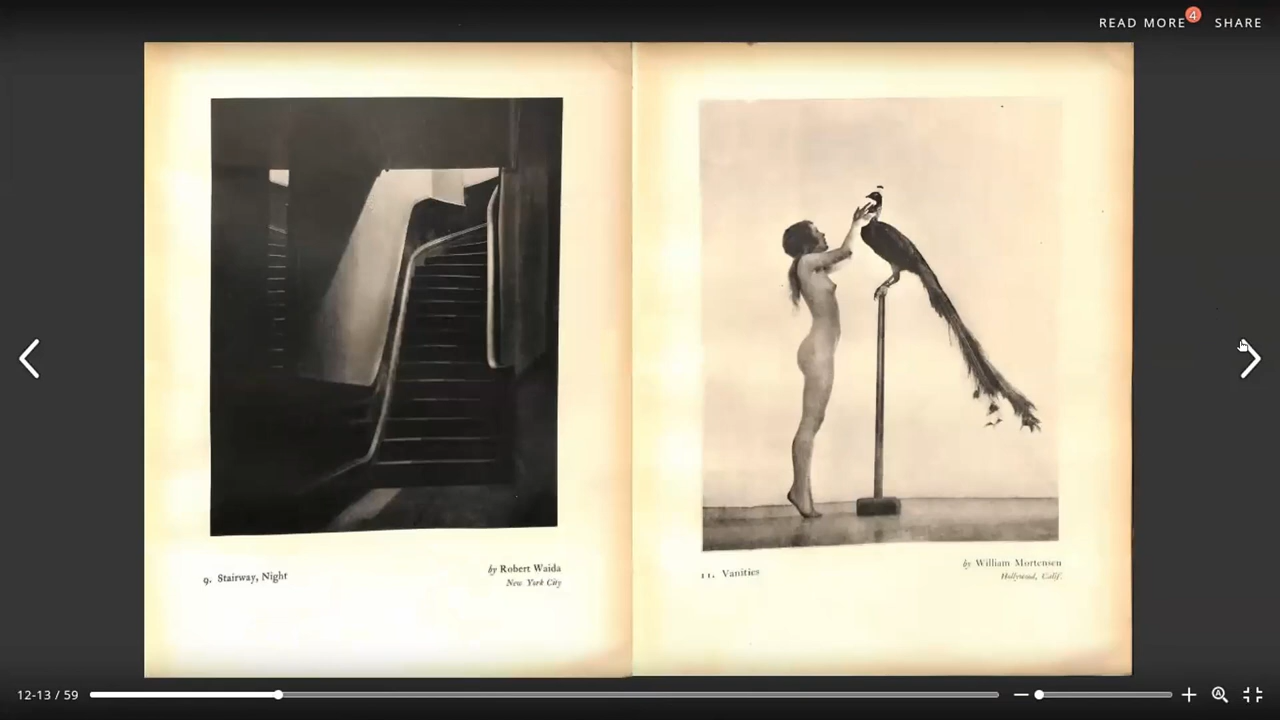 READ MORE 4 SHARE
9. Stairway, Night
by Robert Waida
New York City
11. Vanities
by William Mortensen
Hollywood, Calif.
12-13 / 59